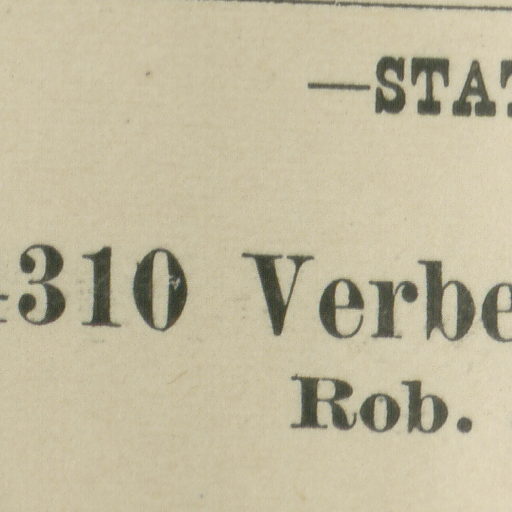 —STAT
310 Verbe
Rob.